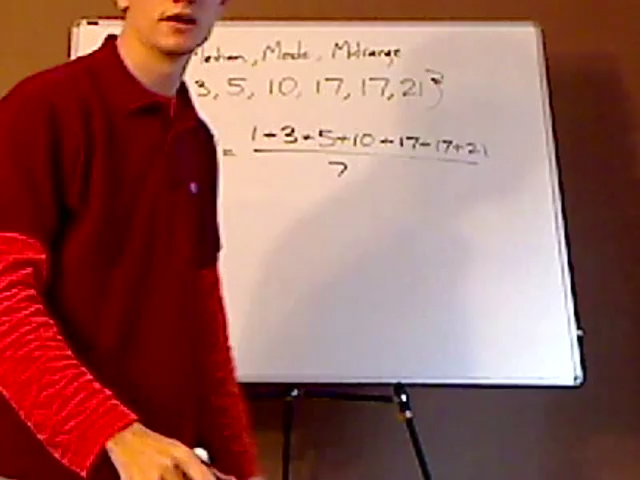 Median, Mode, Midrange
3, 5, 10, 17, 17, 21}
= 1+3+5+10+17+17+21
7